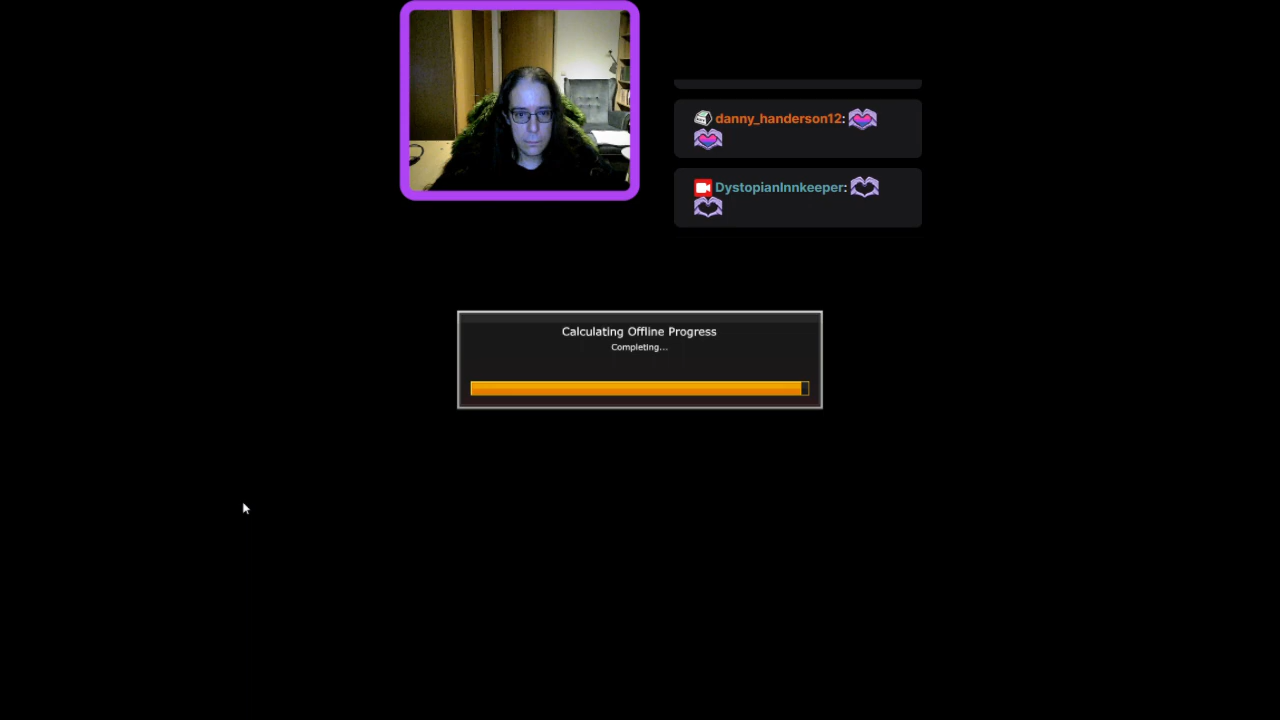 danny_handerson12:
DystopianInnkeeper:
Calculating Offline Progress
Completing...